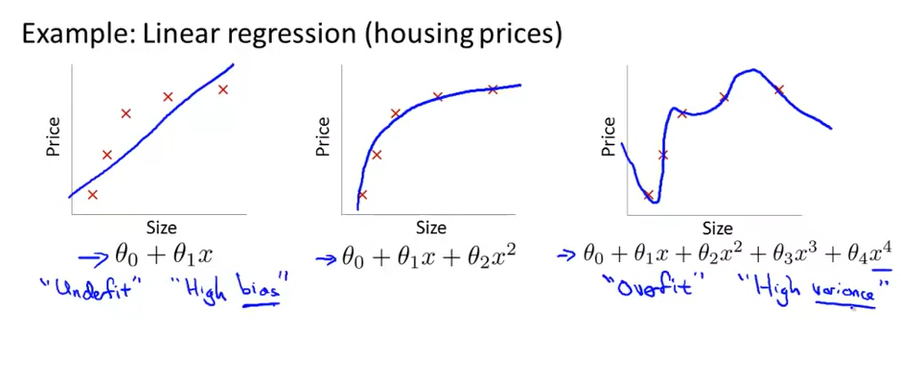 Example: Linear regression (housing prices)
Price
Size
→ θ₀ + θ₁x
"Underfit" "High bias"
Price
Size
→ θ₀ + θ₁x + θ₂x²
Price
Size
→ θ₀ + θ₁x + θ₂x² + θ₃x³ + θ₄x⁴
"Overfit" "High variance"